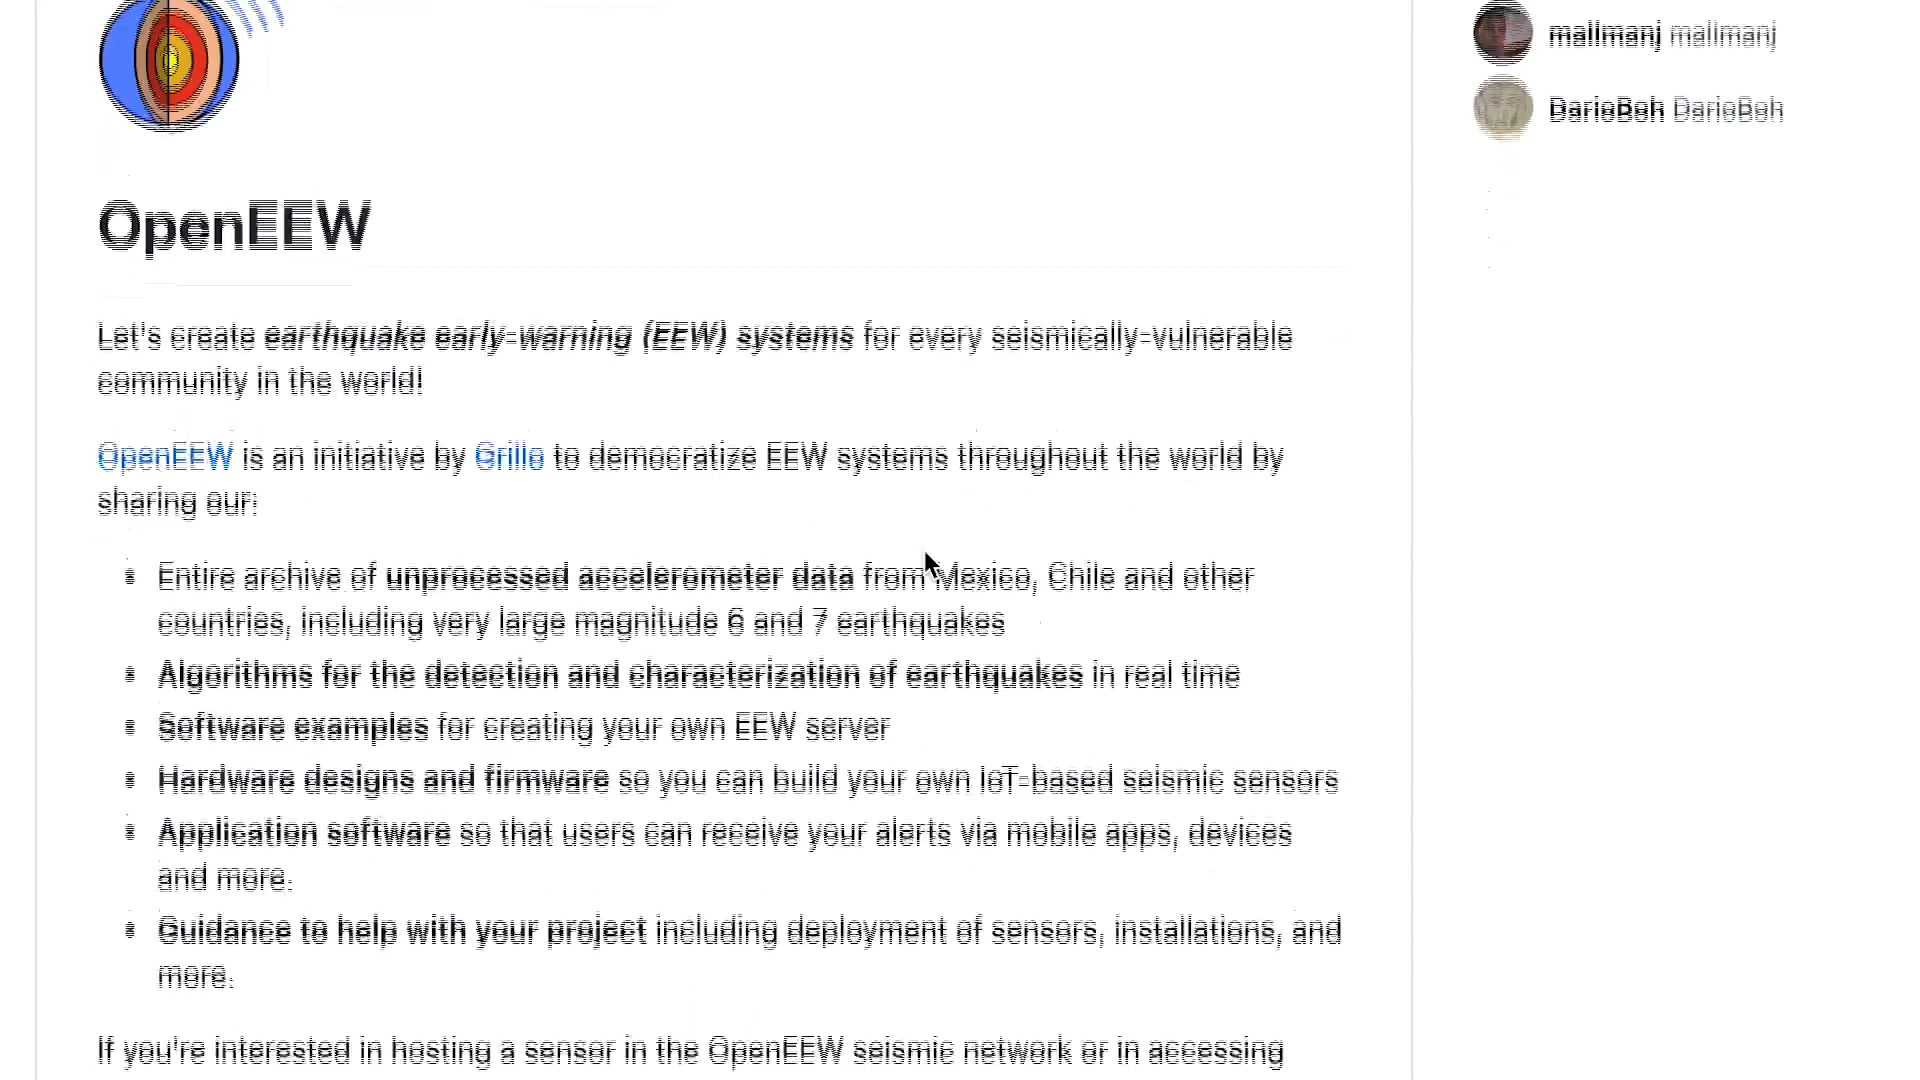 mallmanj mallmanj
DarioBoh DarioBoh
OpenEEW
Let's create earthquake early-warning (EEW) systems for every seismically-vulnerable
community in the world!
OpenEEW is an initiative by Grillo to democratize EEW systems throughout the world by
sharing our:
• Entire archive of unprocessed accelerometer data from Mexico, Chile and other
countries, including very large magnitude 6 and 7 earthquakes
• Algorithms for the detection and characterization of earthquakes in real time
• Software examples for creating your own EEW server
• Hardware designs and firmware so you can build your own IoT-based seismic sensors
• Application software so that users can receive your alerts via mobile apps, devices
and more.
• Guidance to help with your project including deployment of sensors, installations, and
more.
If you're interested in hosting a sensor in the OpenEEW seismic network or in accessing